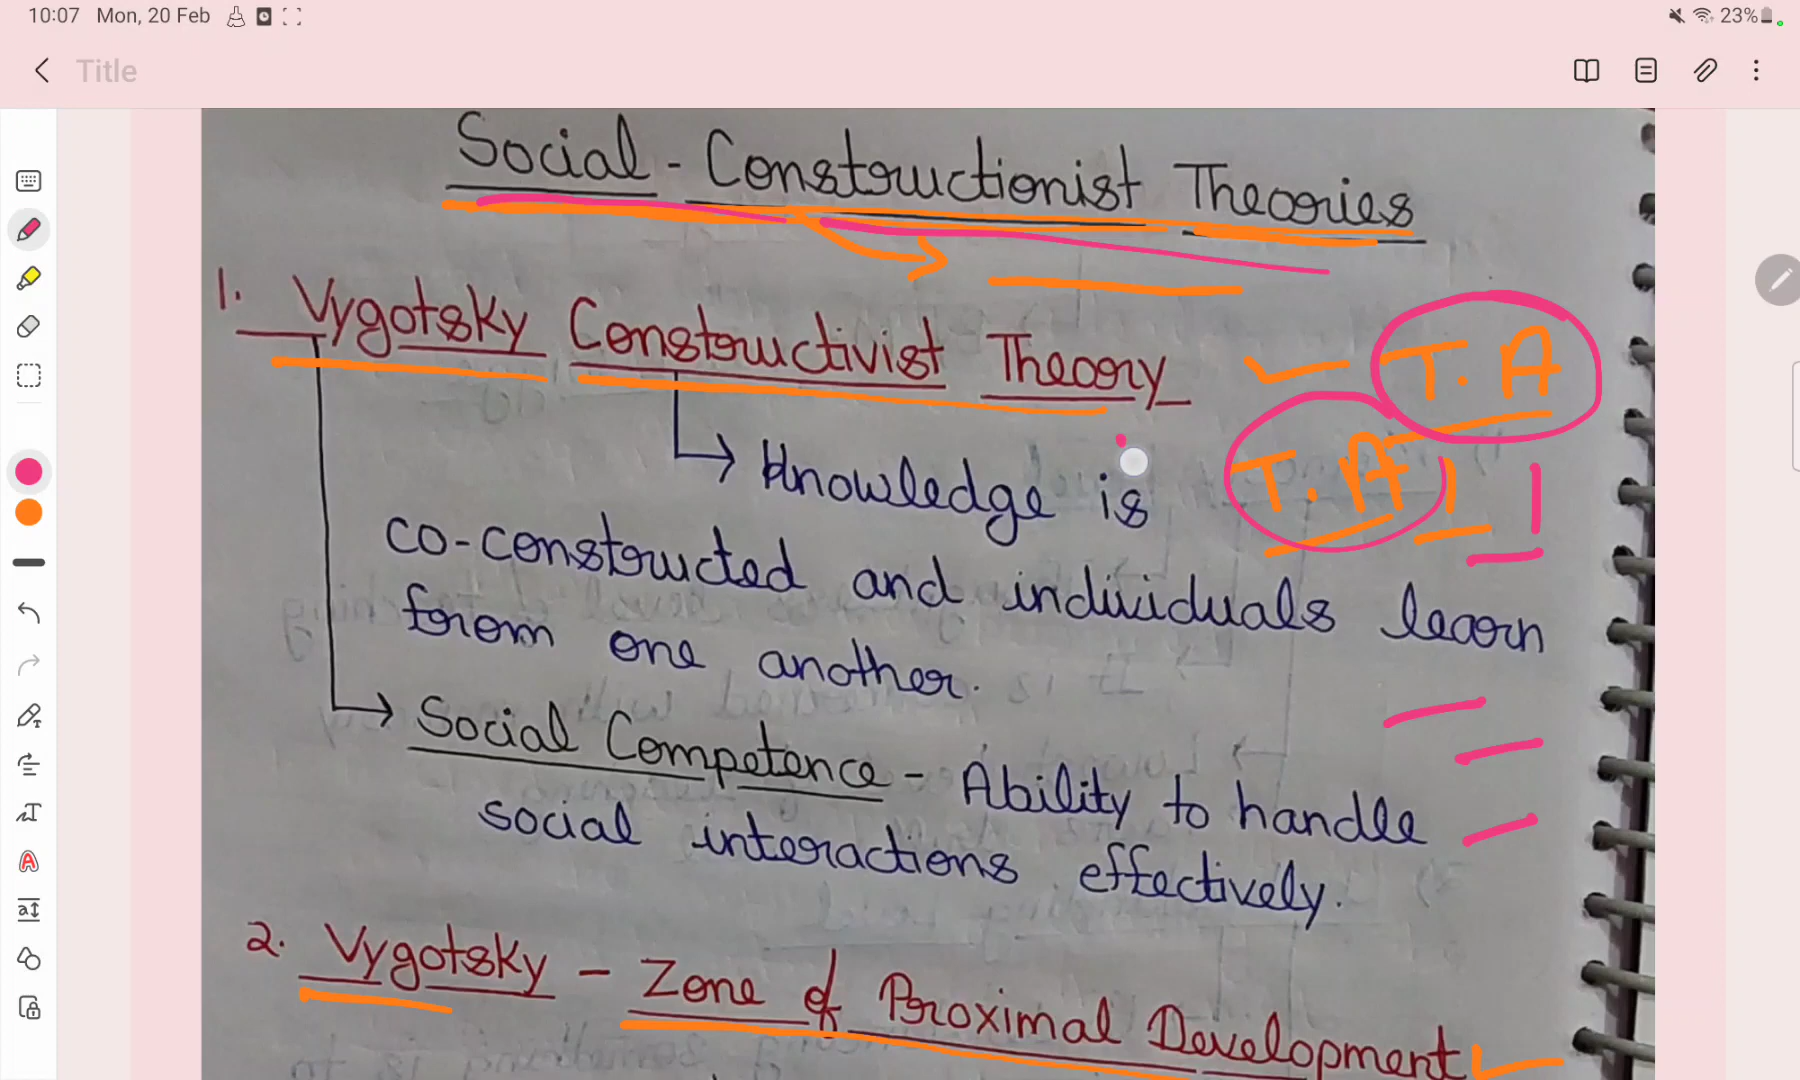 10:07 Mon, 20 Feb
23%
Title
Social - Constructionist Theories
1. Vygotsky Constructivist Theory
T. A
T. A
Knowledge is
co-constructed and individuals learn
from one another.
Social Competence - Ability to handle
social interactions effectively.
2. Vygotsky - Zone of Proximal Development